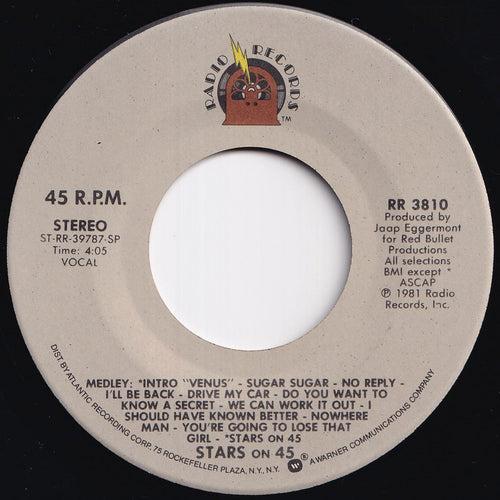 RADIO RECORDS
TM
45 R.P.M.
STEREO
ST-RR-39787-SP
Time: 4:05
VOCAL
RR 3810
Produced by
Jaap Eggermont
for Red Bullet
Productions
All selections
BMI except *
ASCAP
Ⓟ 1981 Radio
Records, Inc.
MEDLEY: *INTRO "VENUS" - SUGAR SUGAR - NO REPLY -
I'LL BE BACK - DRIVE MY CAR - DO YOU WANT TO
KNOW A SECRET - WE CAN WORK IT OUT - I
SHOULD HAVE KNOWN BETTER - NOWHERE
MAN - YOU'RE GOING TO LOSE THAT
GIRL - *STARS ON 45
STARS ON 45
DIST. BY ATLANTIC RECORDING CORP. 75 ROCKEFELLER PLAZA, N.Y., N.Y. W ® A WARNER COMMUNICATIONS COMPANY